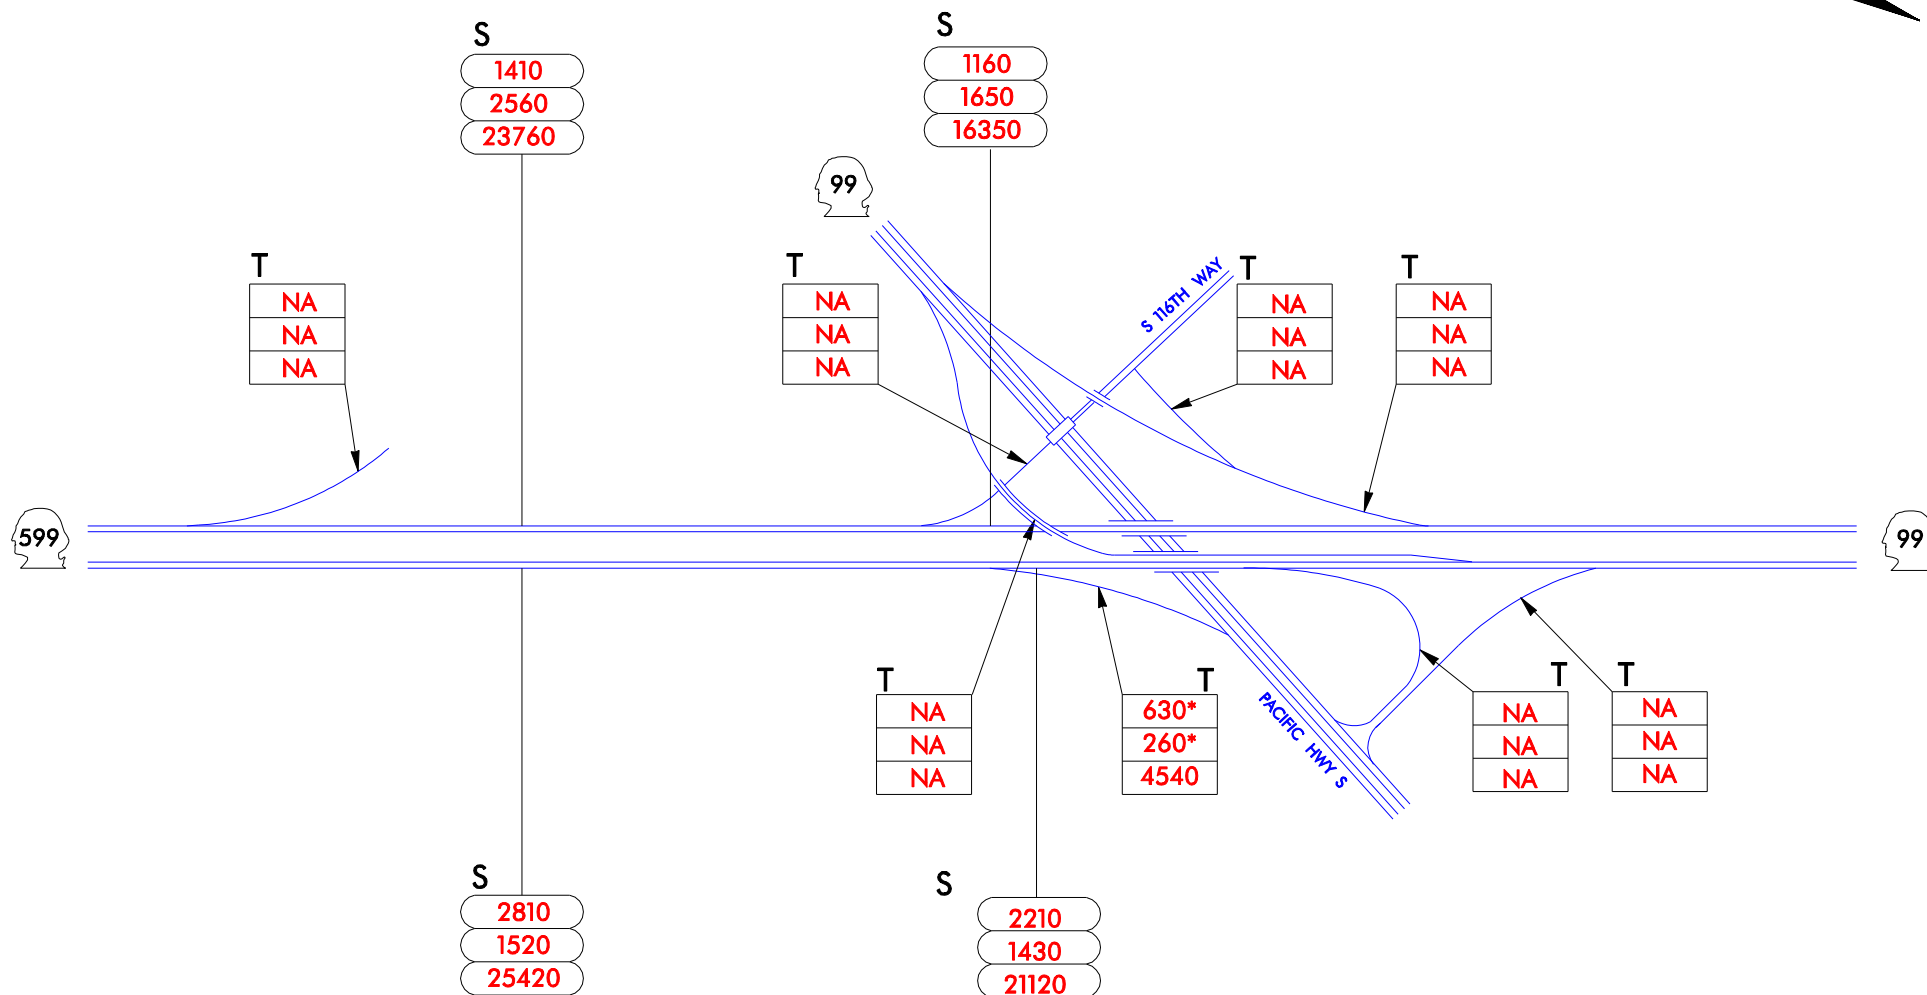 S
1410
2560
23760
S
1160
1650
16350
99
T
NA
NA
NA
T
NA
NA
NA
S 116TH WAY
T
NA
NA
NA
T
NA
NA
NA
599
99
T
NA
NA
NA
T
630*
260*
4540
PACIFIC HWY S
T
NA
NA
NA
T
NA
NA
NA
S
2810
1520
25420
S
2210
1430
21120